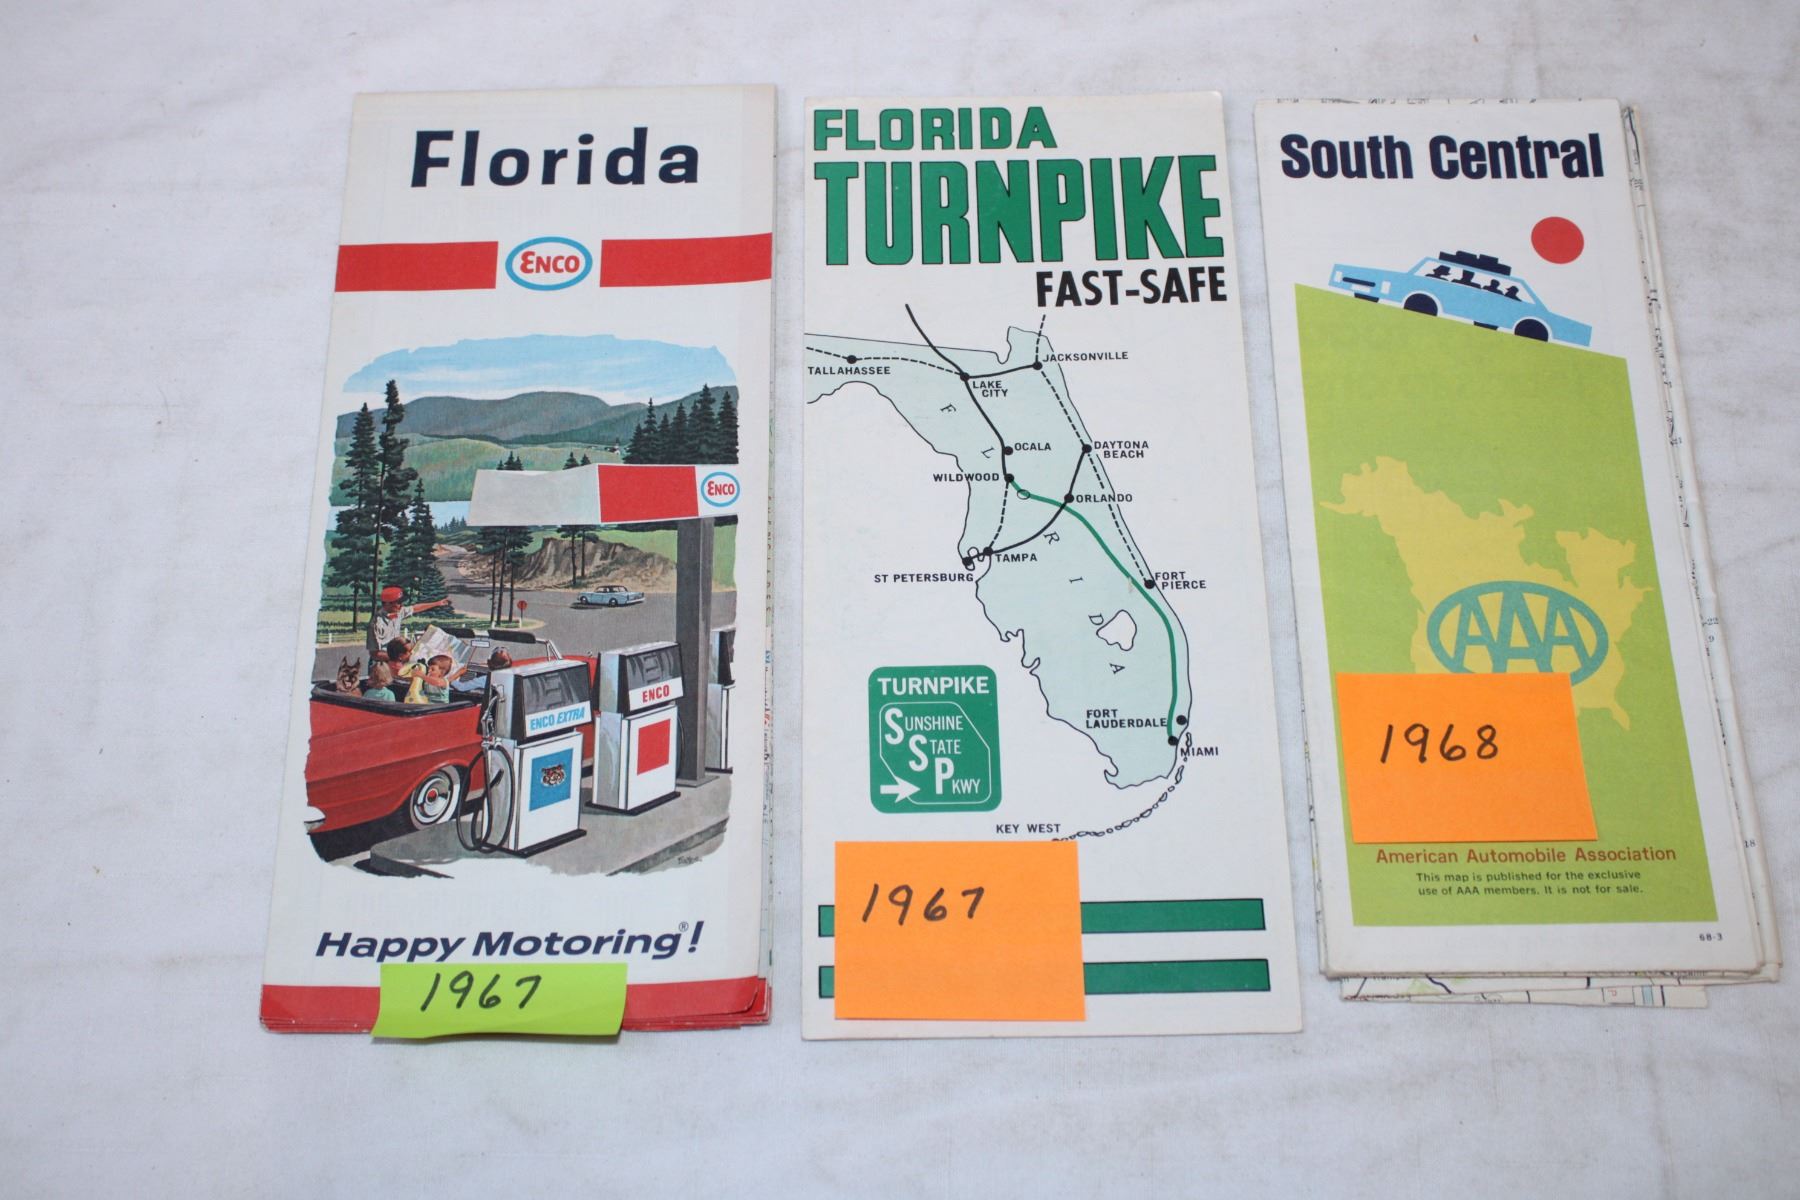 Florida
ENCO
ENCO
ENCO EXTRA
ENCO
Happy Motoring®!
1967
FLORIDA
TURNPIKE
FAST-SAFE
JACKSONVILLE
TALLAHASSEE
LAKE
CITY
OCALA
DAYTONA
BEACH
WILDWOOD
ORLANDO
TAMPA
ST PETERSBURG
FORT
PIERCE
FLORIDA
FORT
LAUDERDALE
MIAMI
KEY WEST
TURNPIKE
SUNSHINE
STATE
PKWY
1967
South Central
AAA
1968
American Automobile Association
This map is published for the exclusive
use of AAA members. It is not for sale.
68-3